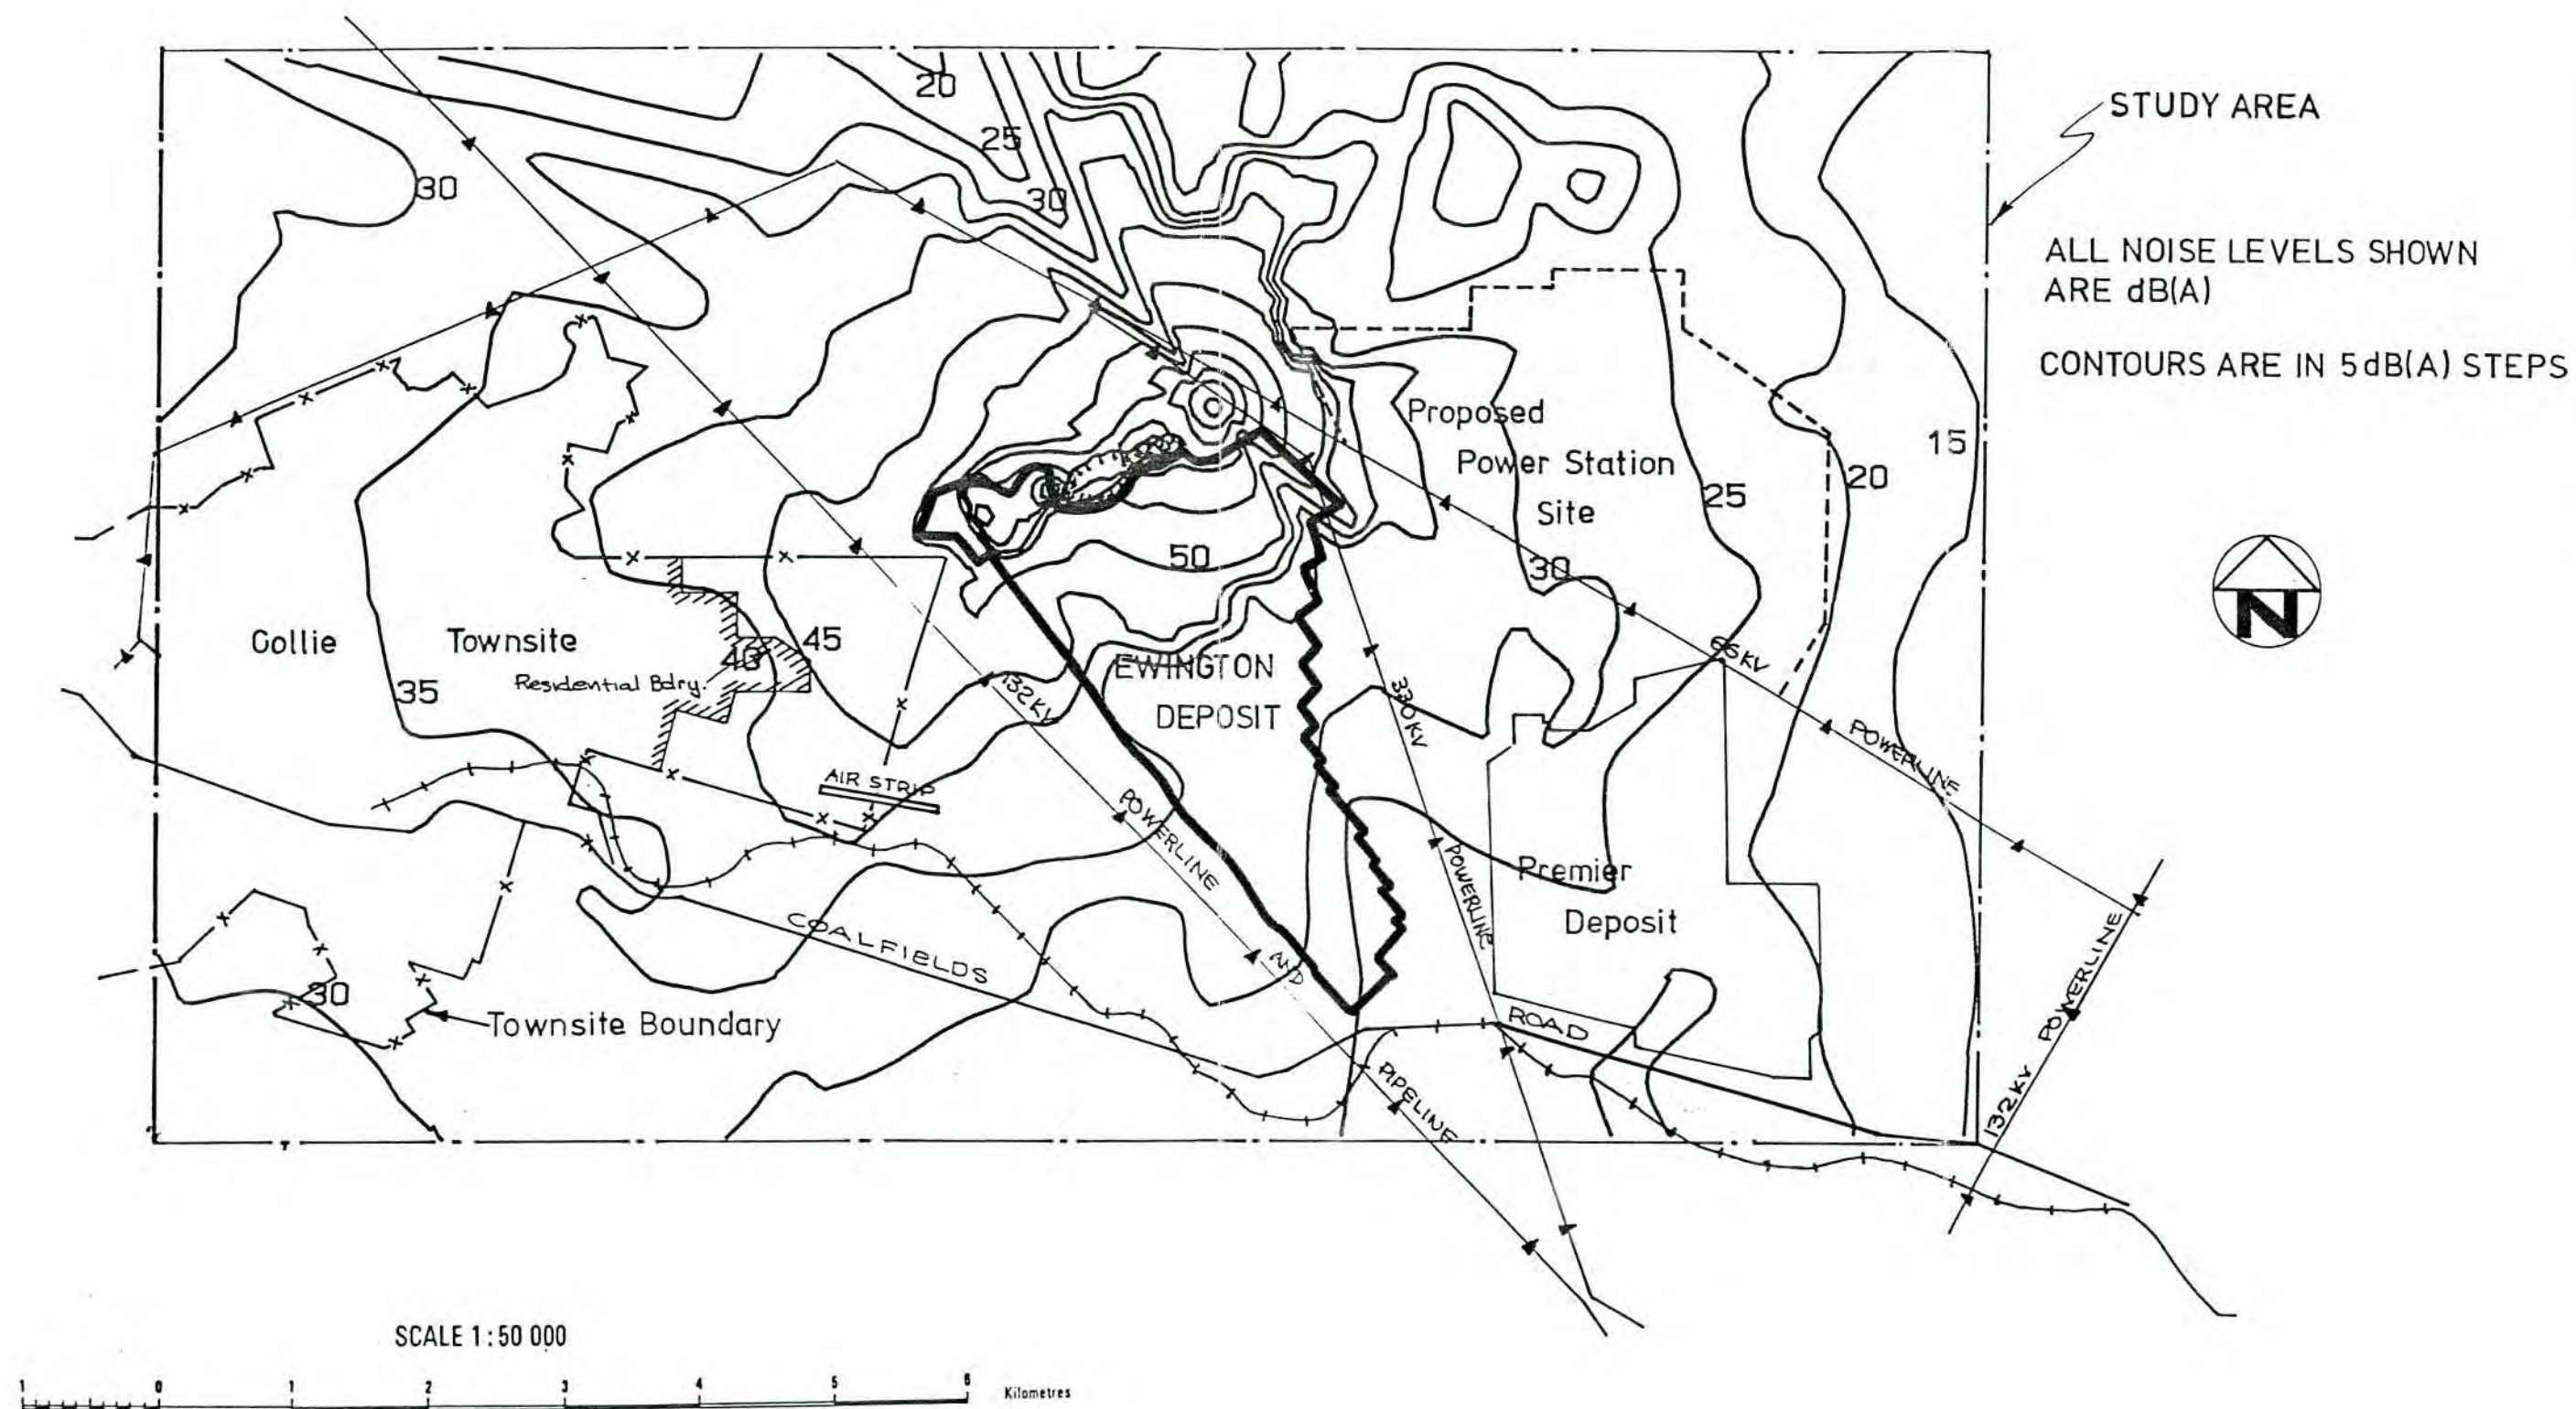 STUDY AREA
ALL NOISE LEVELS SHOWN
ARE dB(A)
CONTOURS ARE IN 5dB(A) STEPS
20
25
30
30
Proposed
Power Station
Site
15
20
25
30
50
45
40
35
30
Collie
Townsite
Residential Bdry.
EWINGTON
DEPOSIT
66KV
POWERLINE
132KV
POWERLINE
AND
PIPELINE
330KV
POWERLINE
AIR STRIP
Premier
Deposit
COALFIELDS
ROAD
Townsite Boundary
132KV POWERLINE
N
SCALE 1:50 000
1 0 1 2 3 4 5 6 Kilometres